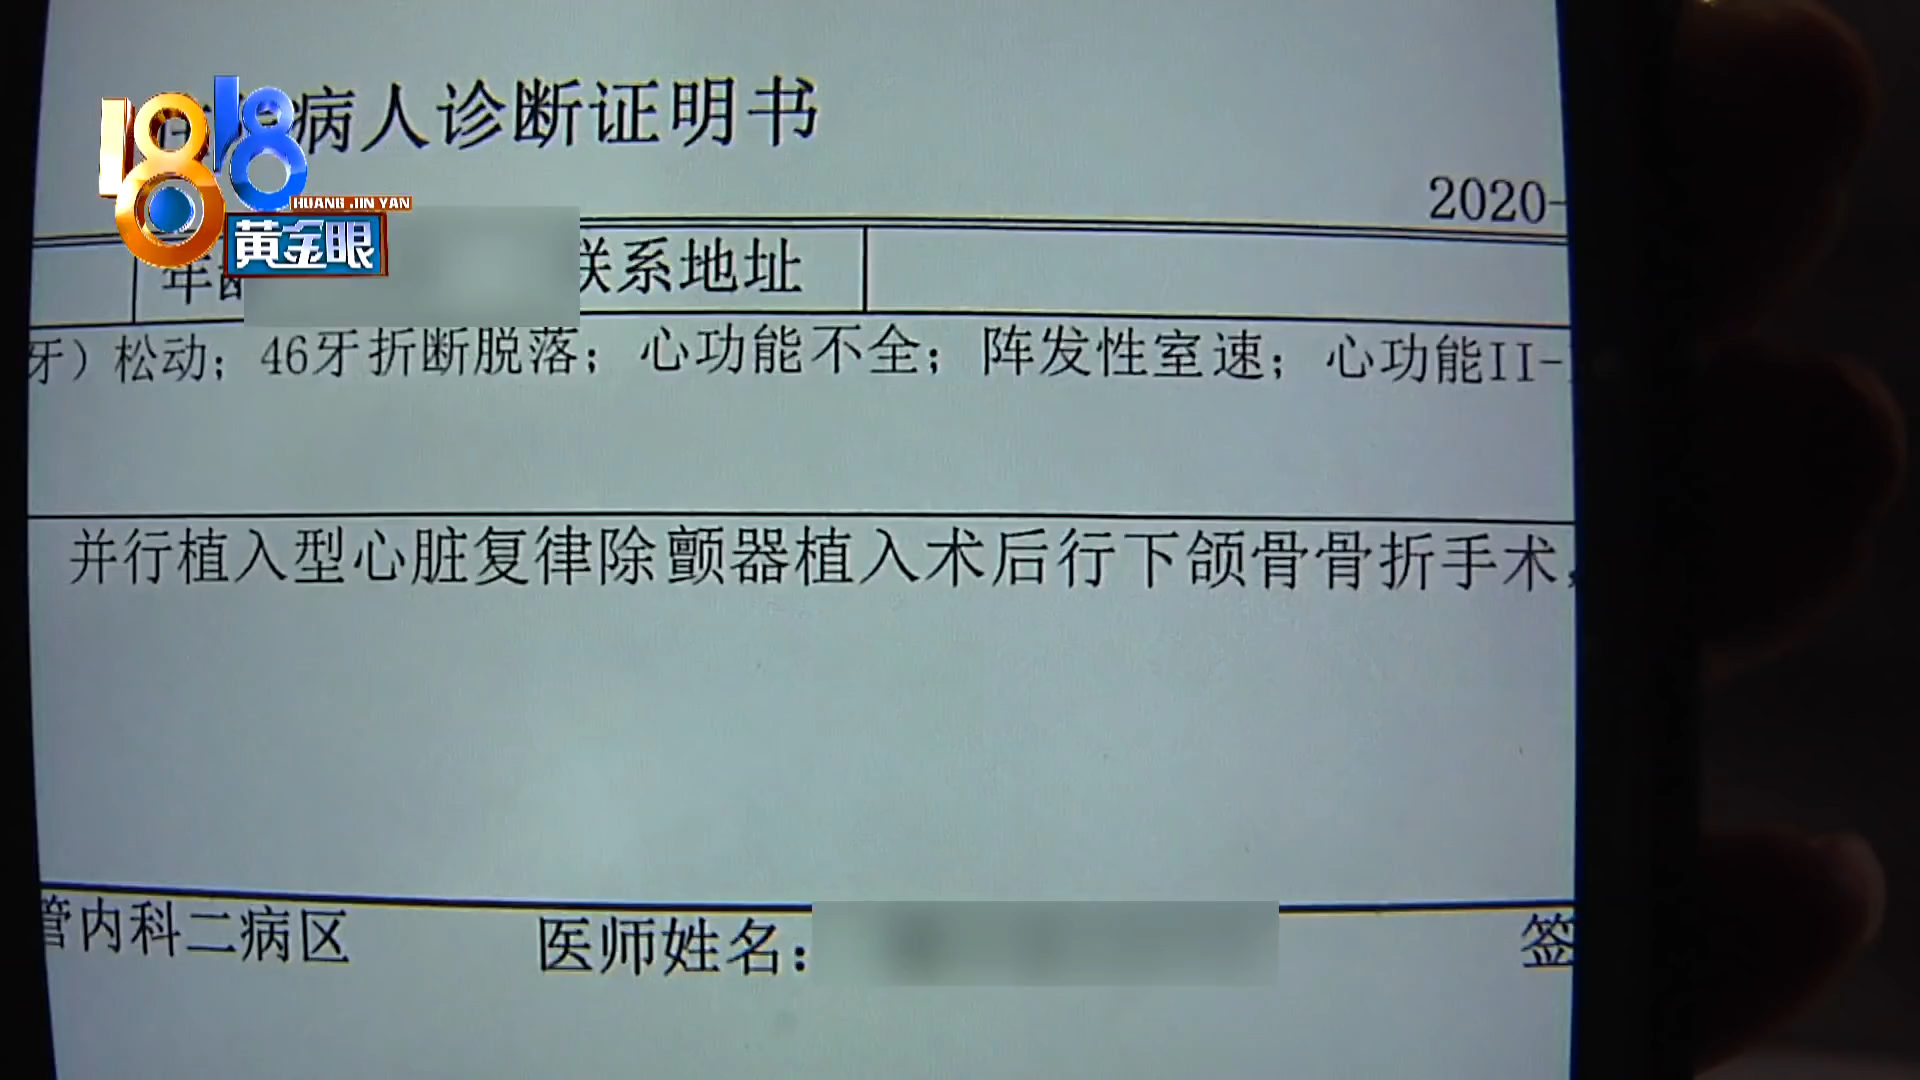 病人诊断证明书
1818
HUANG JIN YAN
黄金眼
2020-
年龄
联系地址
牙）松动；46牙折断脱落；心功能不全；阵发性室速；心功能II-
并行植入型心脏复律除颤器植入术后行下颌骨骨折手术，
管内科二病区 医师姓名： 签